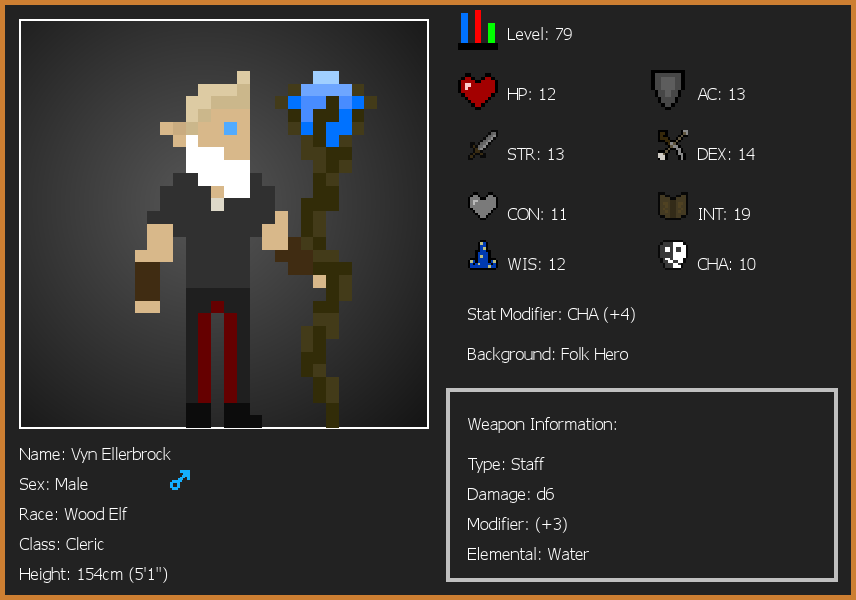 Level: 79
HP: 12
AC: 13
STR: 13
DEX: 14
CON: 11
INT: 19
WIS: 12
CHA: 10
Stat Modifier: CHA (+4)
Background: Folk Hero
Weapon Information:
Type: Staff
Damage: d6
Modifier: (+3)
Elemental: Water
Name: Vyn Ellerbrock
Sex: Male
Race: Wood Elf
Class: Cleric
Height: 154cm (5'1")